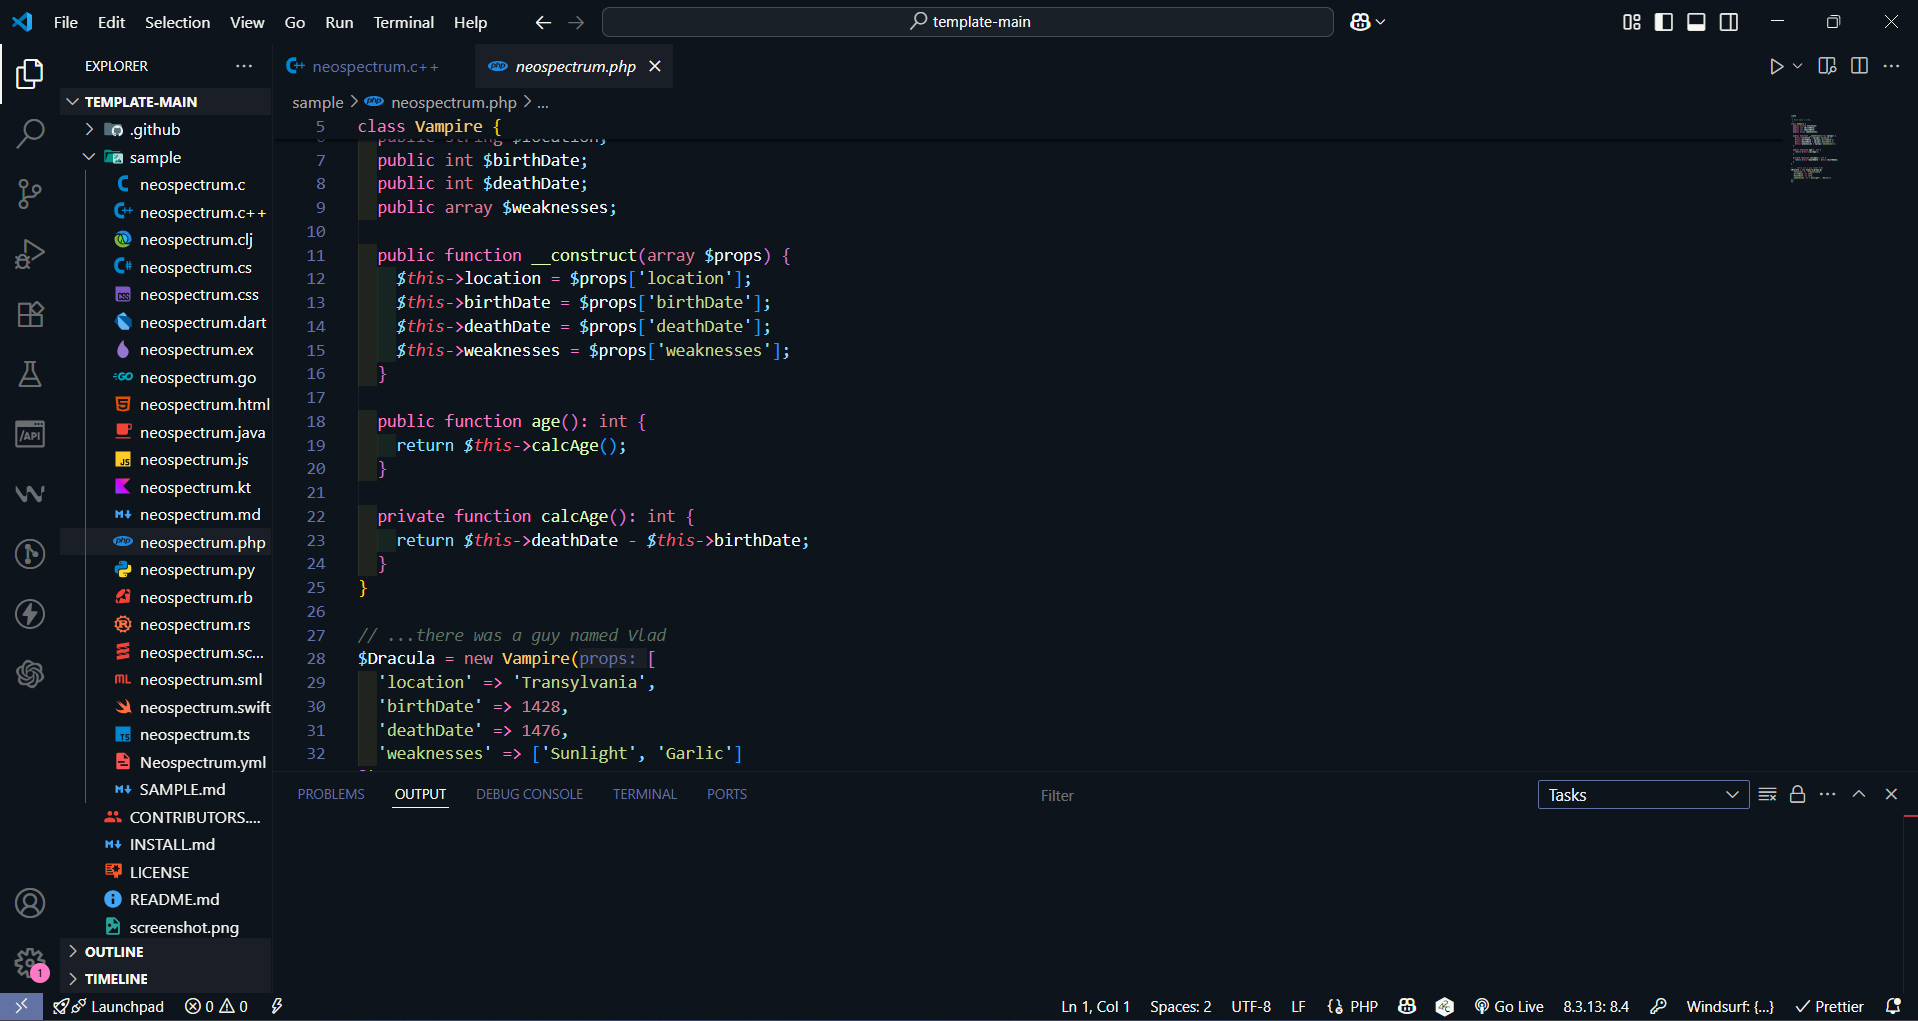 File Edit Selection View Go Run Terminal Help
template-main
EXPLORER
TEMPLATE-MAIN
.github
sample
neospectrum.c
neospectrum.c++
neospectrum.clj
neospectrum.cs
neospectrum.css
neospectrum.dart
neospectrum.ex
neospectrum.go
neospectrum.html
neospectrum.java
neospectrum.js
neospectrum.kt
neospectrum.md
neospectrum.php
neospectrum.py
neospectrum.rb
neospectrum.rs
neospectrum.sc...
neospectrum.sml
neospectrum.swift
neospectrum.ts
Neospectrum.yml
SAMPLE.md
CONTRIBUTORS....
INSTALL.md
LICENSE
README.md
screenshot.png
OUTLINE
TIMELINE
neospectrum.c++ neospectrum.php
sample > neospectrum.php > ...
5 class Vampire {
6 public string $location;
7 public int $birthDate;
8 public int $deathDate;
9 public array $weaknesses;
10
11 public function __construct(array $props) {
12 $this->location = $props['location'];
13 $this->birthDate = $props['birthDate'];
14 $this->deathDate = $props['deathDate'];
15 $this->weaknesses = $props['weaknesses'];
16 }
17
18 public function age(): int {
19 return $this->calcAge();
20 }
21
22 private function calcAge(): int {
23 return $this->deathDate - $this->birthDate;
24 }
25 }
26
27 // ...there was a guy named Vlad
28 $Dracula = new Vampire(props: [
29 'location' => 'Transylvania',
30 'birthDate' => 1428,
31 'deathDate' => 1476,
32 'weaknesses' => ['Sunlight', 'Garlic']
PROBLEMS OUTPUT DEBUG CONSOLE TERMINAL PORTS Filter Tasks
1
Launchpad 0 0 Ln 1, Col 1 Spaces: 2 UTF-8 LF PHP Go Live 8.3.13: 8.4 Windsurf: {...} Prettier